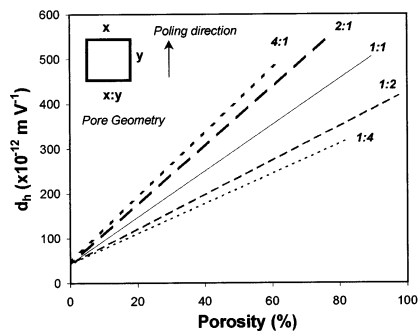 x
y
x:y
Pore Geometry
Poling direction
4:1
2:1
1:1
1:2
1:4
600
500
400
300
200
100
0
d_h (x10^-12 m V^-1)
0 20 40 60 80 100
Porosity (%)